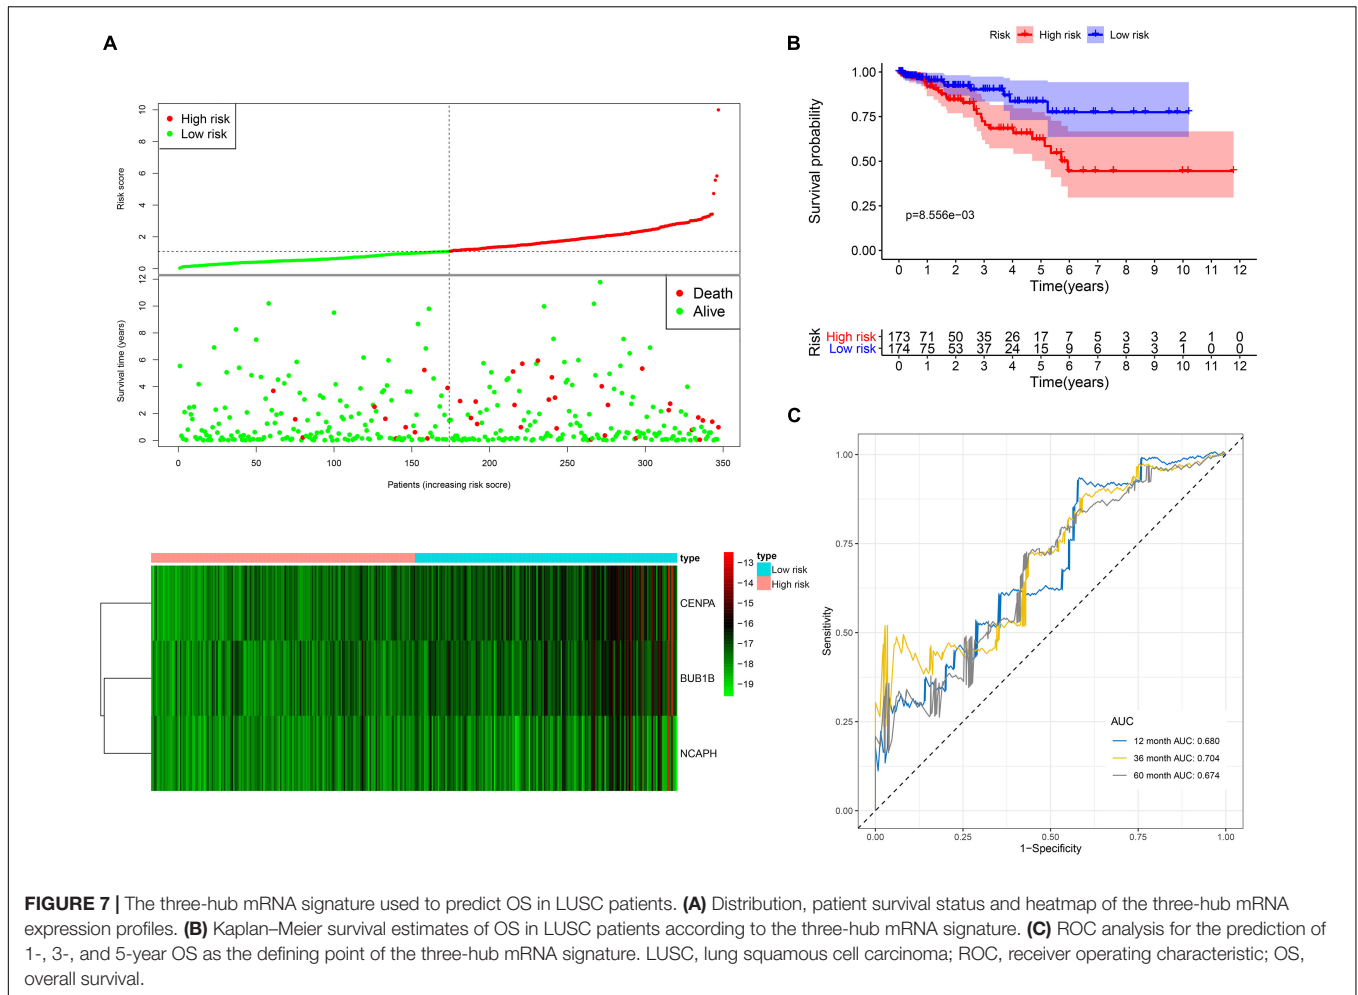 A
High risk
Low risk
Risk score
0 2 4 6 8 10
Death
Alive
Survival time (years)
0 2 4 6 8 10 12
0 50 100 150 200 250 300 350
Patients (increasing risk socre)
type
CENPA
BUB1B
NCAPH
−13
−14
−15
−16
−17
−18
−19
type
Low risk
High risk
B
Risk High risk Low risk
Survival probability
1.00
0.75
0.50
0.25
0.00
p=8.556e−03
0 1 2 3 4 5 6 7 8 9 10 11 12
Time(years)
Risk
High risk 173 71 50 35 26 17 7 5 3 3 2 1 0
Low risk 174 75 53 37 24 15 9 6 5 3 1 0 0
0 1 2 3 4 5 6 7 8 9 10 11 12
Time(years)
C
Sensitivity
1.00
0.75
0.50
0.25
0.00
AUC
12 month AUC: 0.680
36 month AUC: 0.704
60 month AUC: 0.674
0.00 0.25 0.50 0.75 1.00
1−Specificity
FIGURE 7 | The three-hub mRNA signature used to predict OS in LUSC patients. (A) Distribution, patient survival status and heatmap of the three-hub mRNA
expression profiles. (B) Kaplan–Meier survival estimates of OS in LUSC patients according to the three-hub mRNA signature. (C) ROC analysis for the prediction of
1-, 3-, and 5-year OS as the defining point of the three-hub mRNA signature. LUSC, lung squamous cell carcinoma; ROC, receiver operating characteristic; OS,
overall survival.